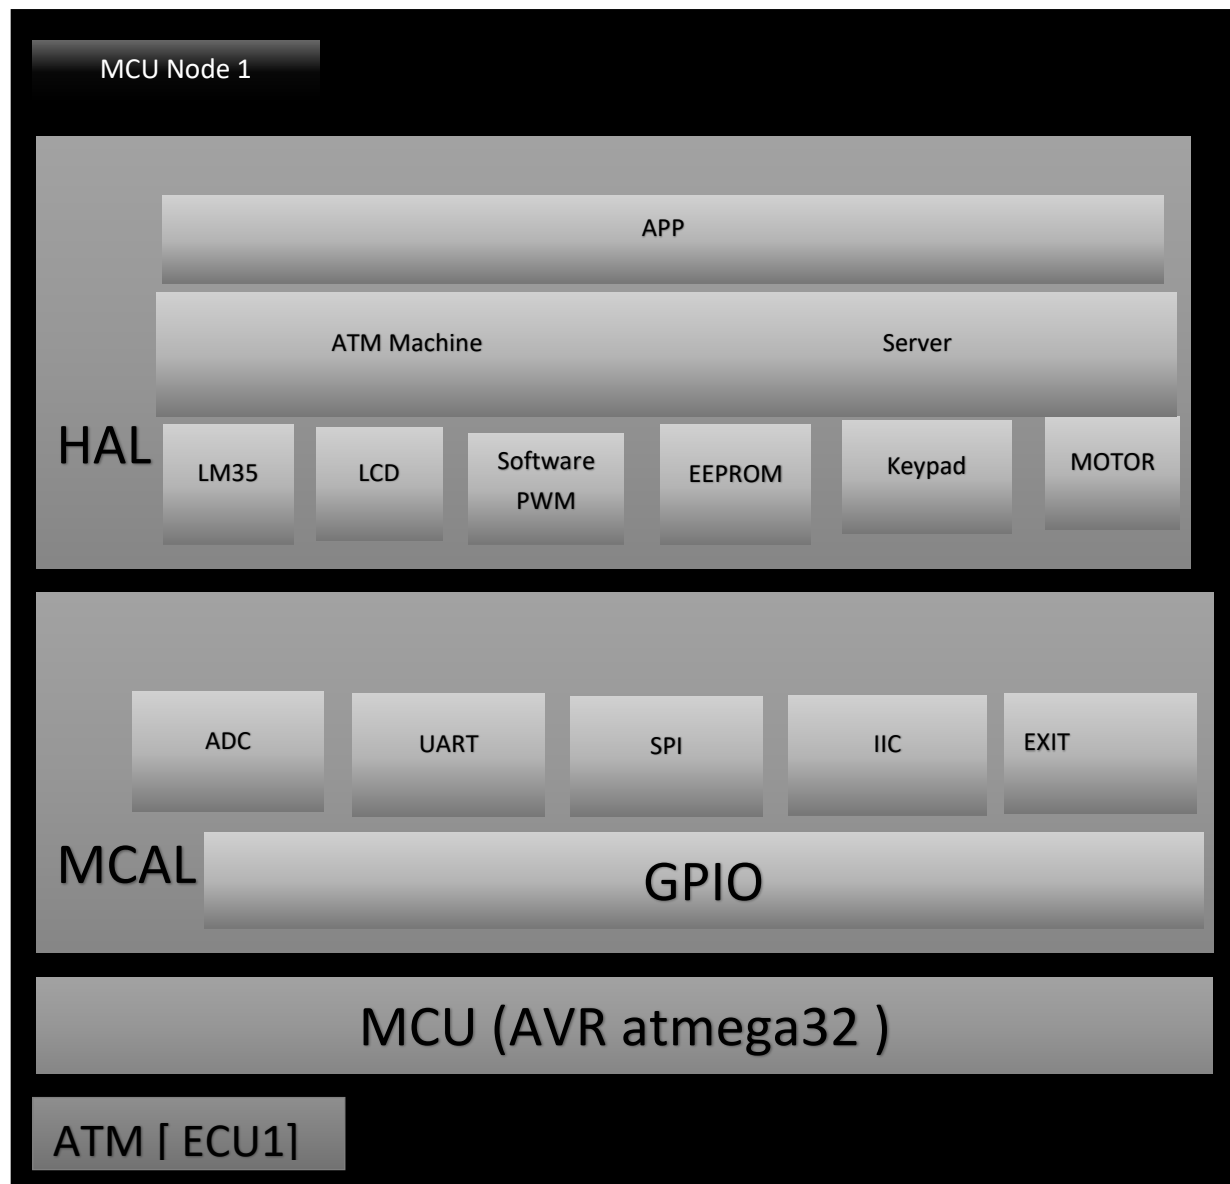 MCU Node 1
APP
ATM Machine
Server
HAL
LM35
LCD
Software
PWM
EEPROM
Keypad
MOTOR
ADC
UART
SPI
IIC
EXIT
MCAL
GPIO
MCU (AVR atmega32 )
ATM [ ECU1]